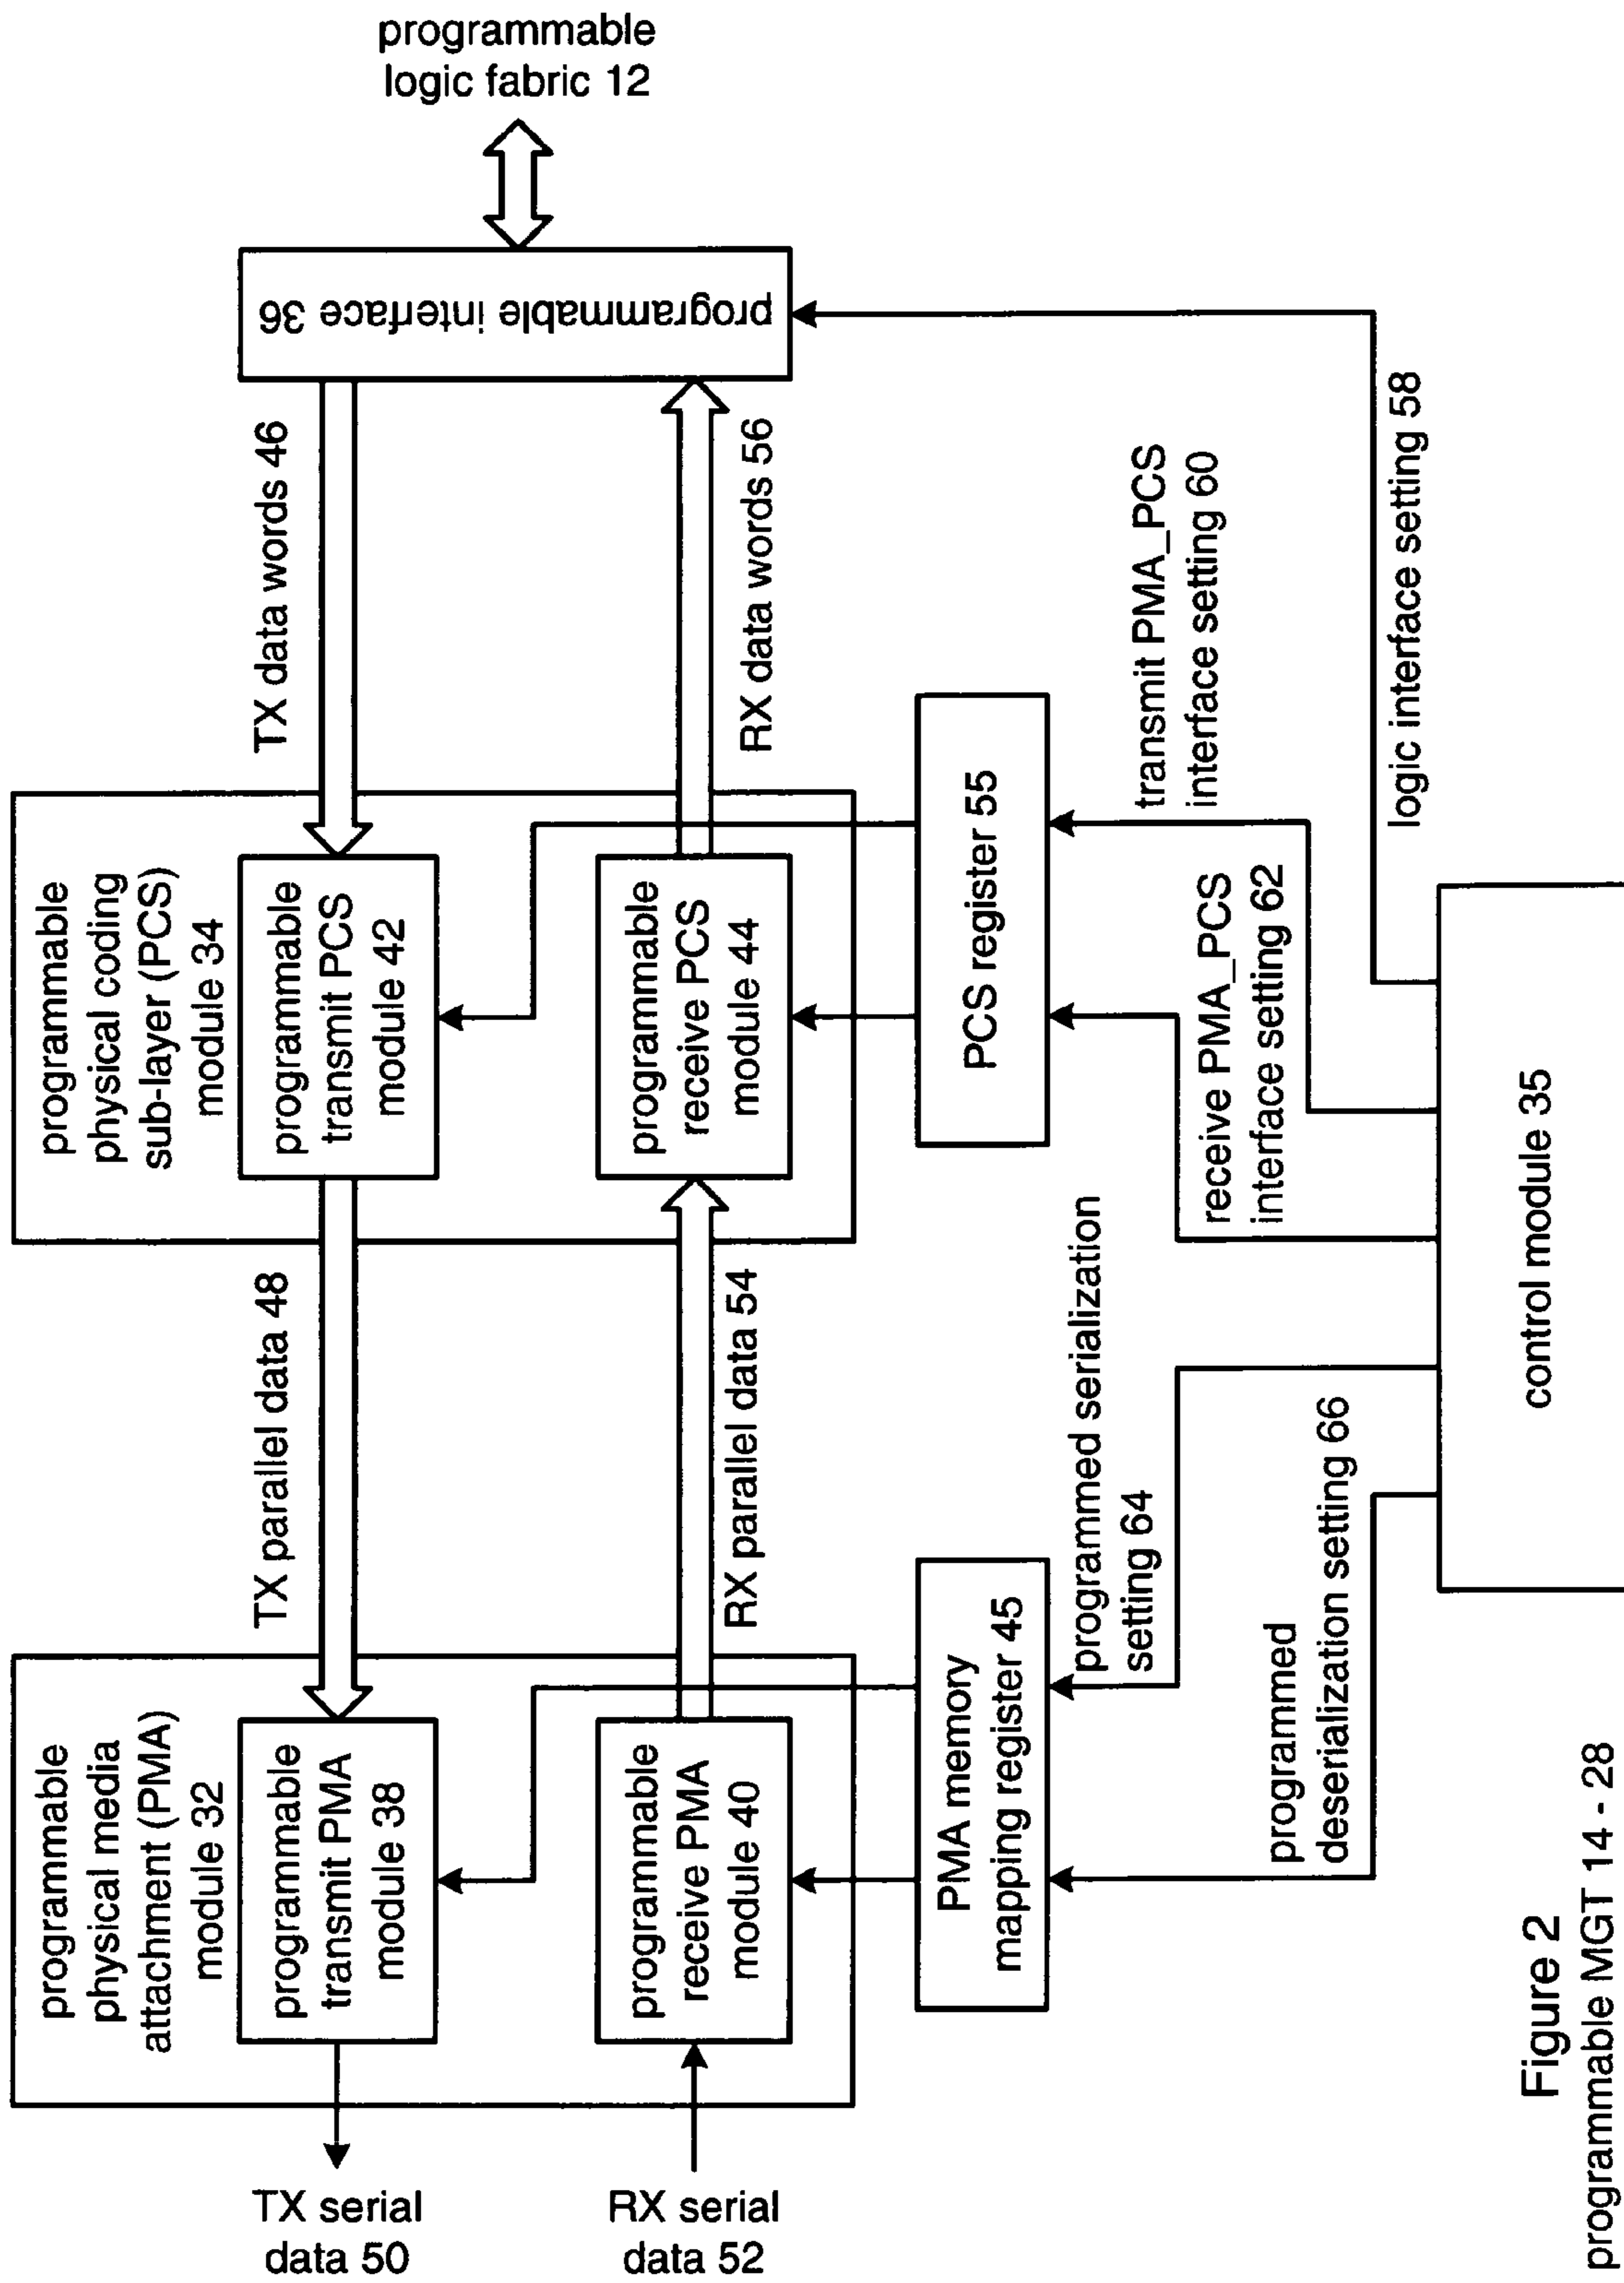 programmable
logic fabric 12
programmable interface 36
TX data words 46
RX data words 56
programmable
physical coding
sub-layer (PCS)
module 34
programmable
transmit PCS
module 42
programmable
receive PCS
module 44
TX parallel data 48
RX parallel data 54
programmable
physical media
attachment (PMA)
module 32
programmable
transmit PMA
module 38
programmable
receive PMA
module 40
TX serial
data 50
RX serial
data 52
PCS register 55
PMA memory
mapping register 45
transmit PMA_PCS
interface setting 60
receive PMA_PCS
interface setting 62
logic interface setting 58
programmed serialization
setting 64
programmed
deserialization setting 66
control module 35
Figure 2
programmable MGT 14 - 28